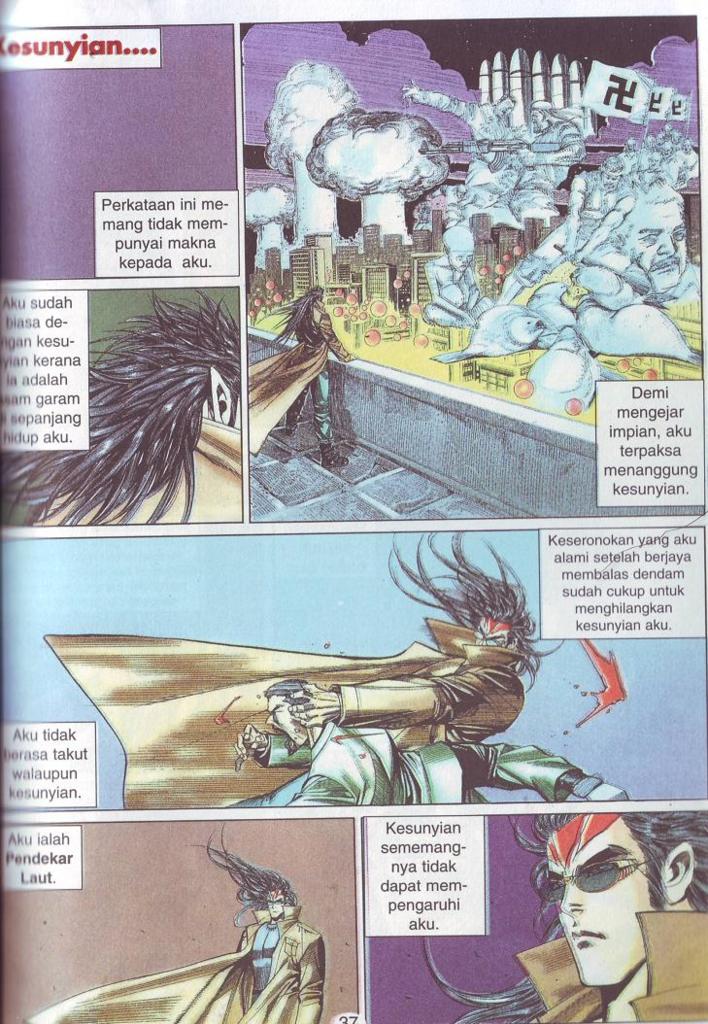 Kesunyian....
Perkataan ini me-
mang tidak mem-
punyai makna
kepada aku.
Aku sudah
biasa de-
ngan kesu-
nyian kerana
ia adalah
asam garam
sepanjang
hidup aku.
Demi
mengejar
impian, aku
terpaksa
menanggung
kesunyian.
Keseronokan yang aku
alami setelah berjaya
membalas dendam
sudah cukup untuk
menghilangkan
kesunyian aku.
Aku tidak
berasa takut
walaupun
kesunyian.
Aku ialah
Pendekar
Laut.
Kesunyian
sememang-
nya tidak
dapat mem-
pengaruhi
aku.
37